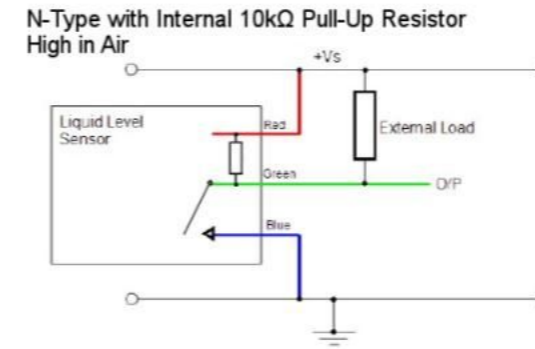 N-Type with Internal 10kΩ Pull-Up Resistor
High in Air
+Vs
Liquid Level
Sensor
Red
External Load
Green
O/P
Blue